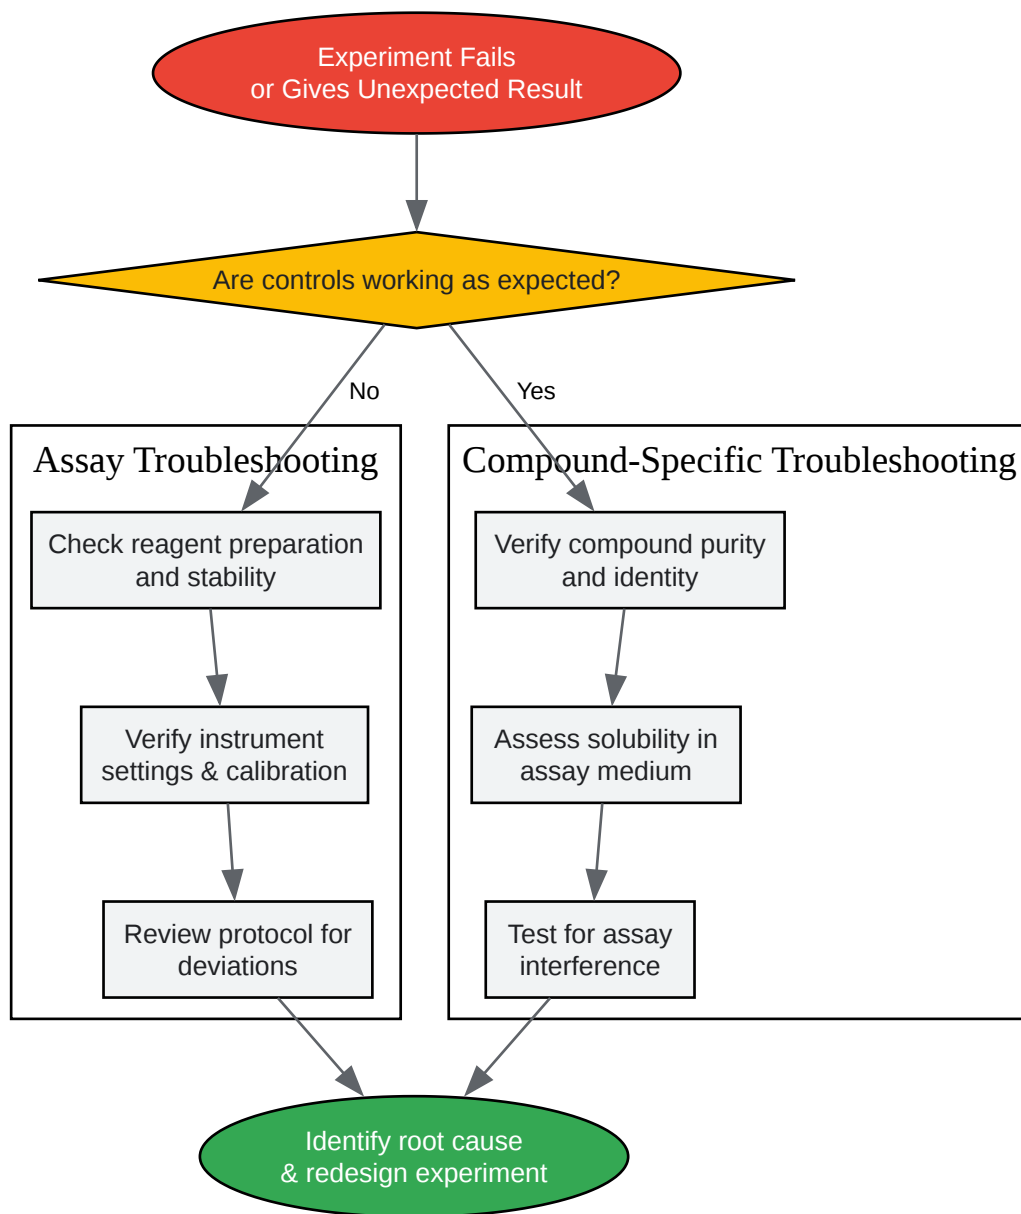 Experiment Fails
or Gives Unexpected Result
Are controls working as expected?
No
Yes
Assay Troubleshooting
Check reagent preparation
and stability
Verify instrument
settings & calibration
Review protocol for
deviations
Compound-Specific Troubleshooting
Verify compound purity
and identity
Assess solubility in
assay medium
Test for assay
interference
Identify root cause
& redesign experiment